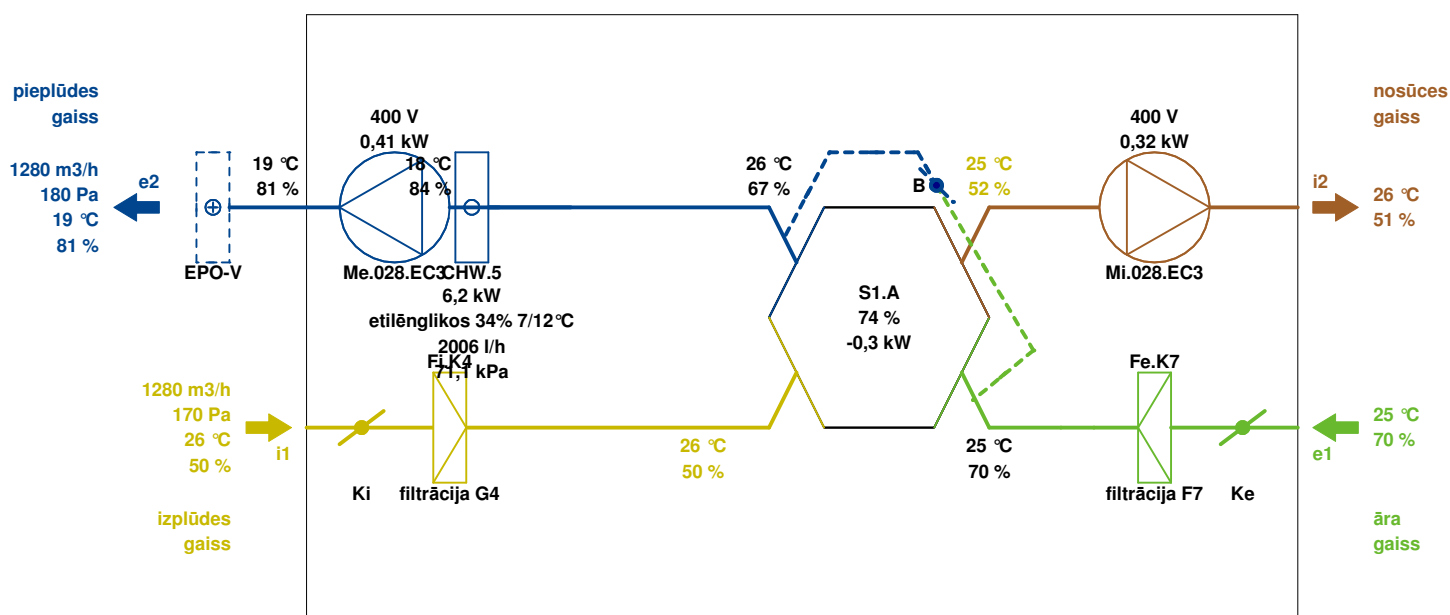 pieplūdes
gaiss
1280 m3/h
180 Pa
19 °C
81 %
e2
EPO-V
19 °C
81 %
400 V
0,41 kW
Me.028.EC3
18 °C
84 %
CHW.5
6,2 kW
etilēnglikos 34% 7/12°C
2006 l/h
71,1 kPa
26 °C
67 %
B
25 °C
52 %
400 V
0,32 kW
Mi.028.EC3
nosūces
gaiss
i2
26 °C
51 %
S1.A
74 %
-0,3 kW
1280 m3/h
170 Pa
26 °C
50 %
i1
izplūdes
gaiss
Ki
Fi.K4
filtrācija G4
26 °C
50 %
25 °C
70 %
Fe.K7
filtrācija F7
Ke
25 °C
70 %
e1
āra
gaiss